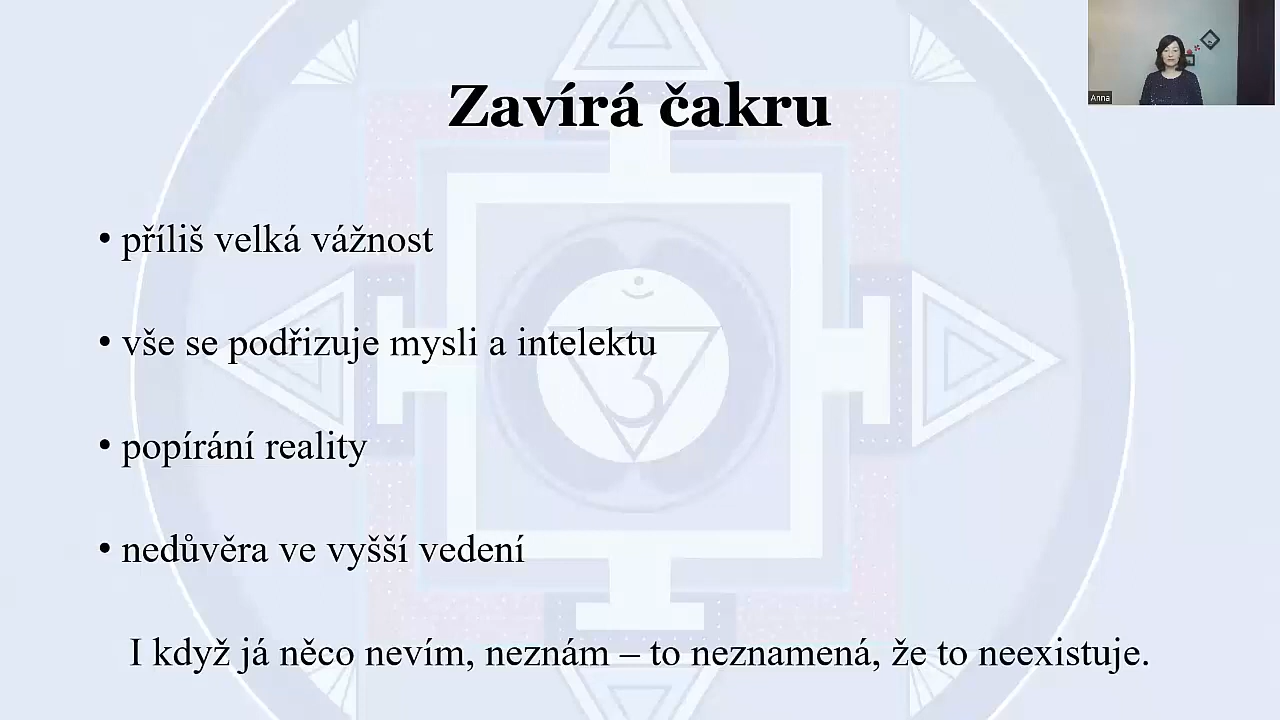 Zavírá čakru
Anna
• příliš velká vážnost
• vše se podřizuje mysli a intelektu
• popírání reality
• nedůvěra ve vyšší vedení
I když já něco nevím, neznám – to neznamená, že to neexistuje.